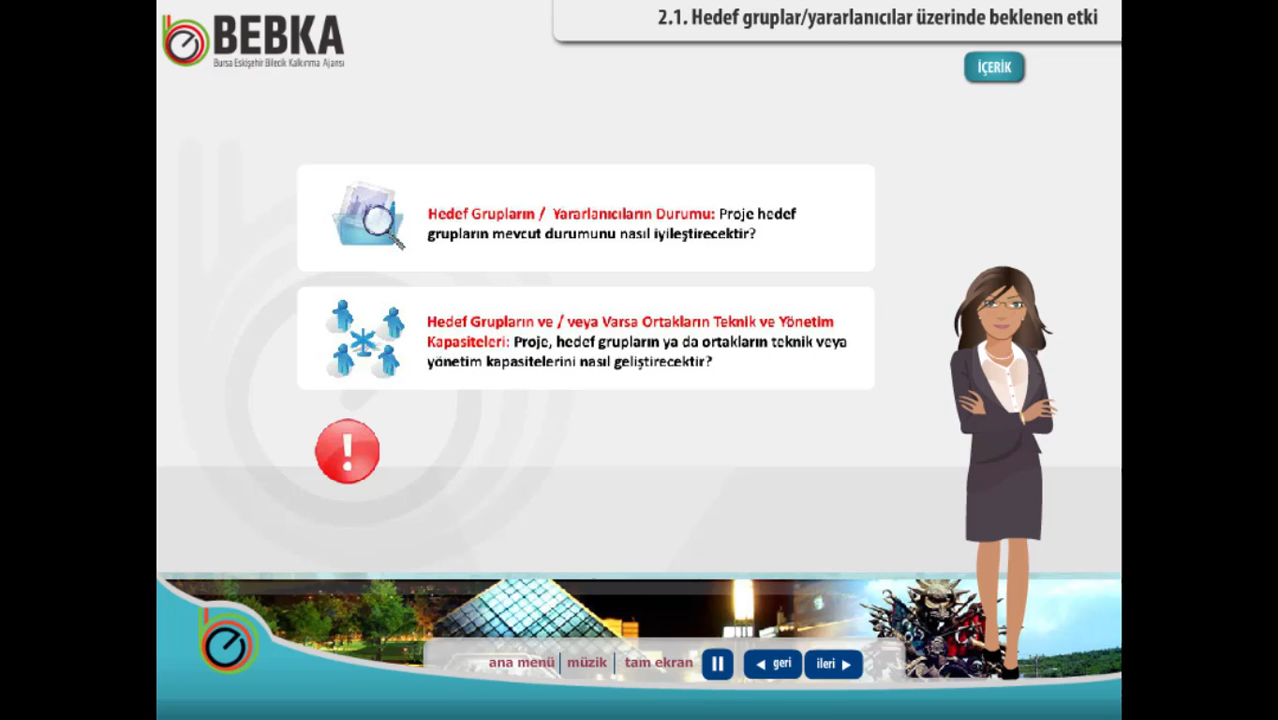 BEBKA
Bursa Eskişehir Bilecik Kalkınma Ajansı
2.1. Hedef gruplar/yararlanıcılar üzerinde beklenen etki
İÇERİK
Hedef Grupların / Yararlanıcıların Durumu: Proje hedef
grupların mevcut durumunu nasıl iyileştirecektir?
Hedef Grupların ve / veya Varsa Ortakların Teknik ve Yönetim
Kapasiteleri: Proje, hedef grupların ya da ortakların teknik veya
yönetim kapasitelerini nasıl geliştirecektir?
!
ana menü | müzik | tam ekran
geri
ileri